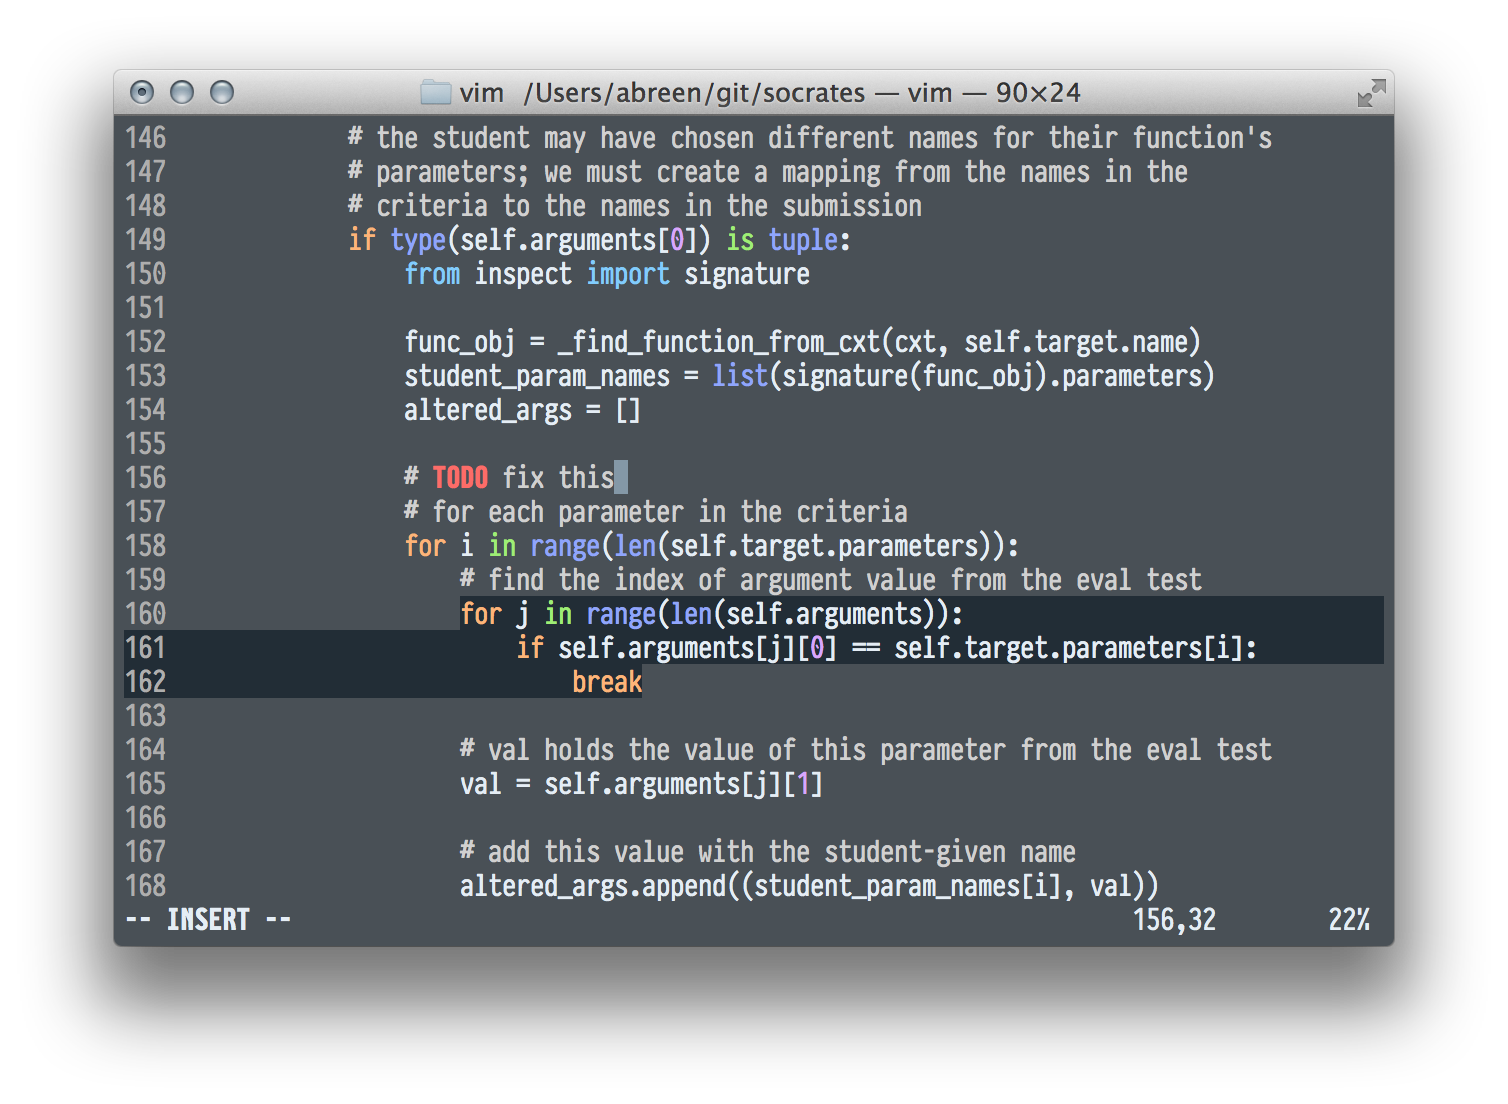 vim /Users/abreen/git/socrates — vim — 90×24
146             # the student may have chosen different names for their function's
147             # parameters; we must create a mapping from the names in the
148             # criteria to the names in the submission
149             if type(self.arguments[0]) is tuple:
150                 from inspect import signature
151
152                 func_obj = _find_function_from_cxt(cxt, self.target.name)
153                 student_param_names = list(signature(func_obj).parameters)
154                 altered_args = []
155
156                 # TODO fix this
157                 # for each parameter in the criteria
158                 for i in range(len(self.target.parameters)):
159                     # find the index of argument value from the eval test
160                     for j in range(len(self.arguments)):
161                         if self.arguments[j][0] == self.target.parameters[i]:
162                             break
163
164                     # val holds the value of this parameter from the eval test
165                     val = self.arguments[j][1]
166
167                     # add this value with the student-given name
168                     altered_args.append((student_param_names[i], val))
-- INSERT -- 156,32 22%